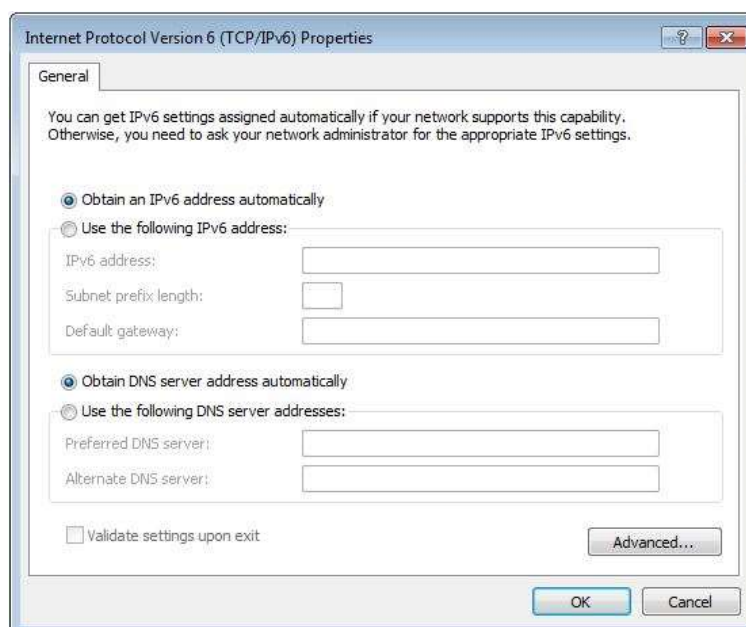 Internet Protocol Version 6 (TCP/IPv6) Properties
General
You can get IPv6 settings assigned automatically if your network supports this capability.
Otherwise, you need to ask your network administrator for the appropriate IPv6 settings.
Obtain an IPv6 address automatically
Use the following IPv6 address:
IPv6 address:
Subnet prefix length:
Default gateway:
Obtain DNS server address automatically
Use the following DNS server addresses:
Preferred DNS server:
Alternate DNS server:
Validate settings upon exit
Advanced...
OK
Cancel